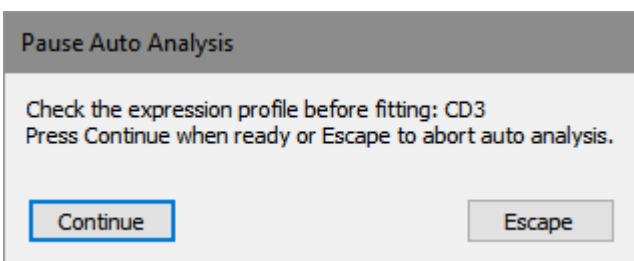 Pause Auto Analysis
Check the expression profile before fitting: CD3
Press Continue when ready or Escape to abort auto analysis.
Continue
Escape